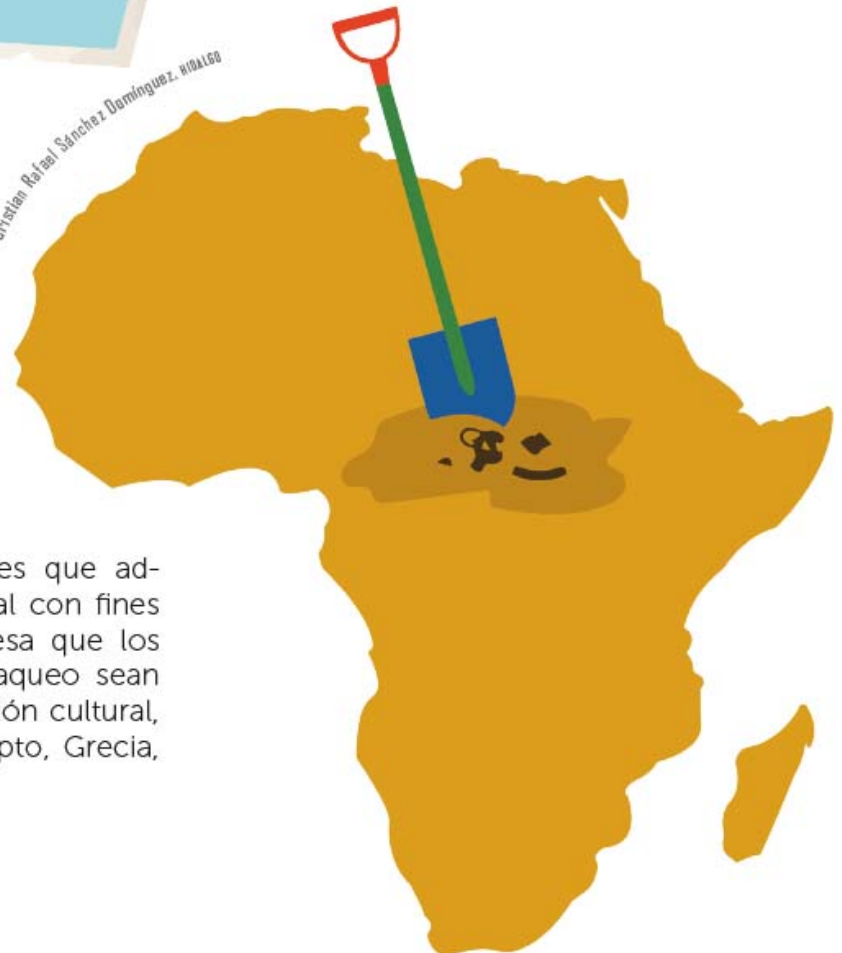 Rafael Sánchez Domínguez, HIDALGO
es que ad-
al con fines
esa que los
aqueo sean
ón cultural,
pto, Grecia,